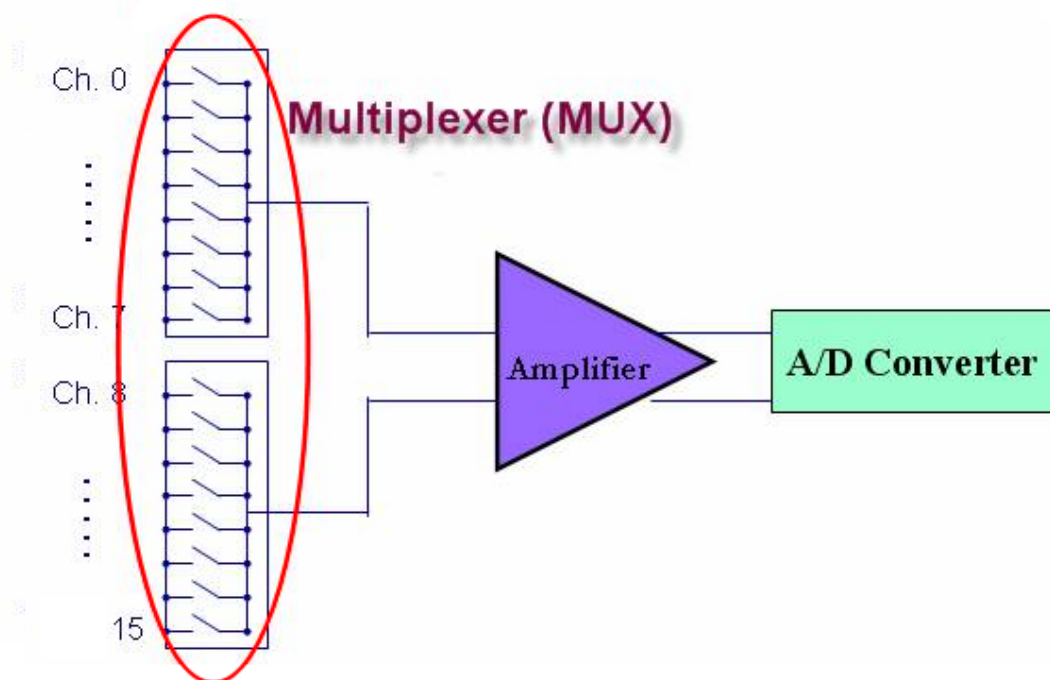 Ch. 0
Multiplexer (MUX)
Ch. 7
Ch. 8
Amplifier
A/D Converter
15